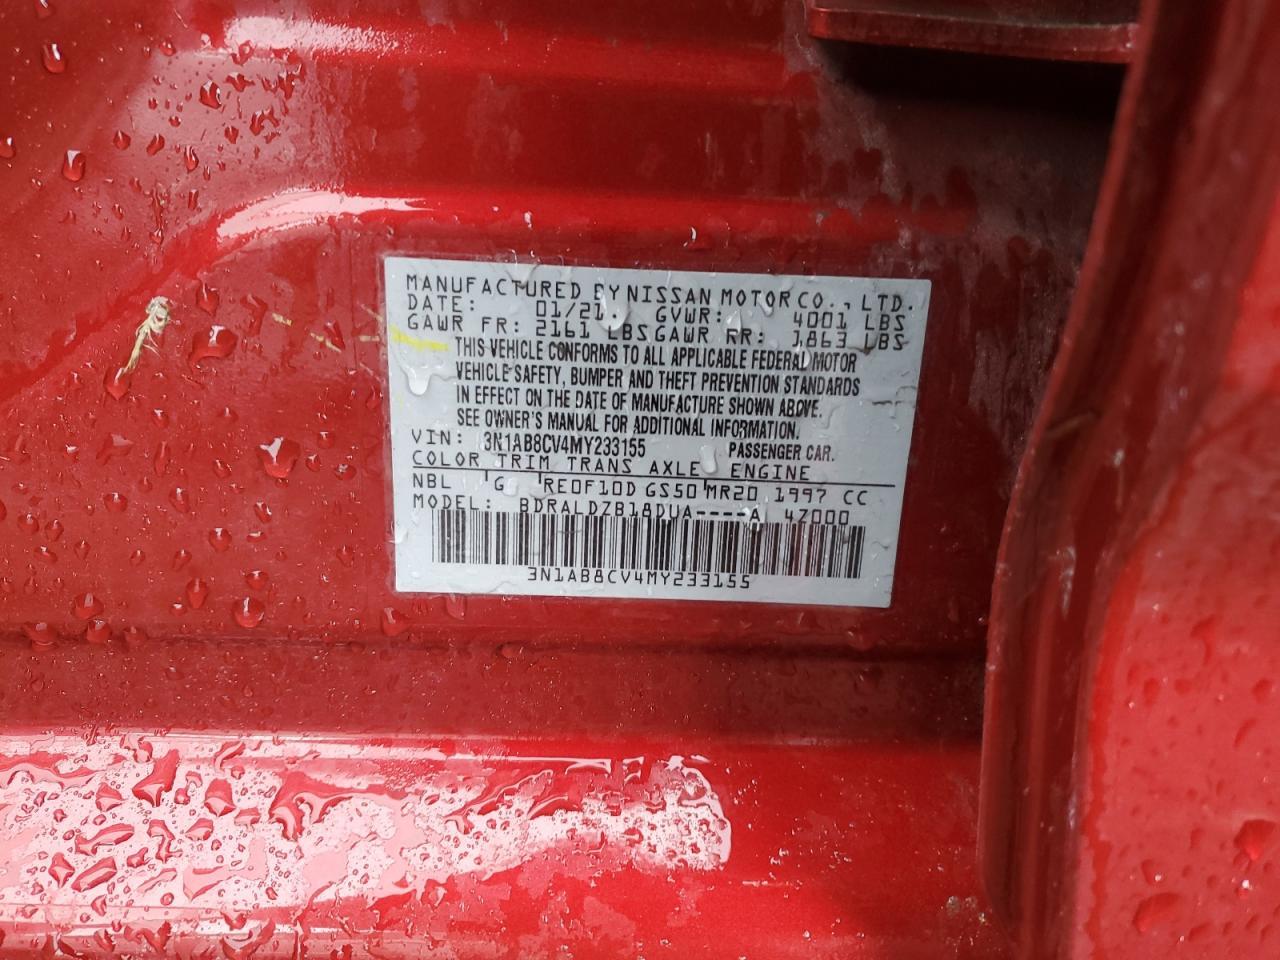 MANUFACTURED BY NISSAN MOTOR CO., LTD.
DATE: 01/21. GVWR: 4001 LBS
GAWR FR: 2161 LBS GAWR RR: 1863 LBS
THIS VEHICLE CONFORMS TO ALL APPLICABLE FEDERAL MOTOR
VEHICLE SAFETY, BUMPER AND THEFT PREVENTION STANDARDS
IN EFFECT ON THE DATE OF MANUFACTURE SHOWN ABOVE.
SEE OWNER'S MANUAL FOR ADDITIONAL INFORMATION.
VIN: 3N1AB8CV4MY233155 PASSENGER CAR.
COLOR TRIM TRANS AXLE ENGINE
NBL G RE0F10D GS50 MR20 1997 CC
MODEL: BDRALDZB18DUA----A 4Z000
3N1AB8CV4MY233155